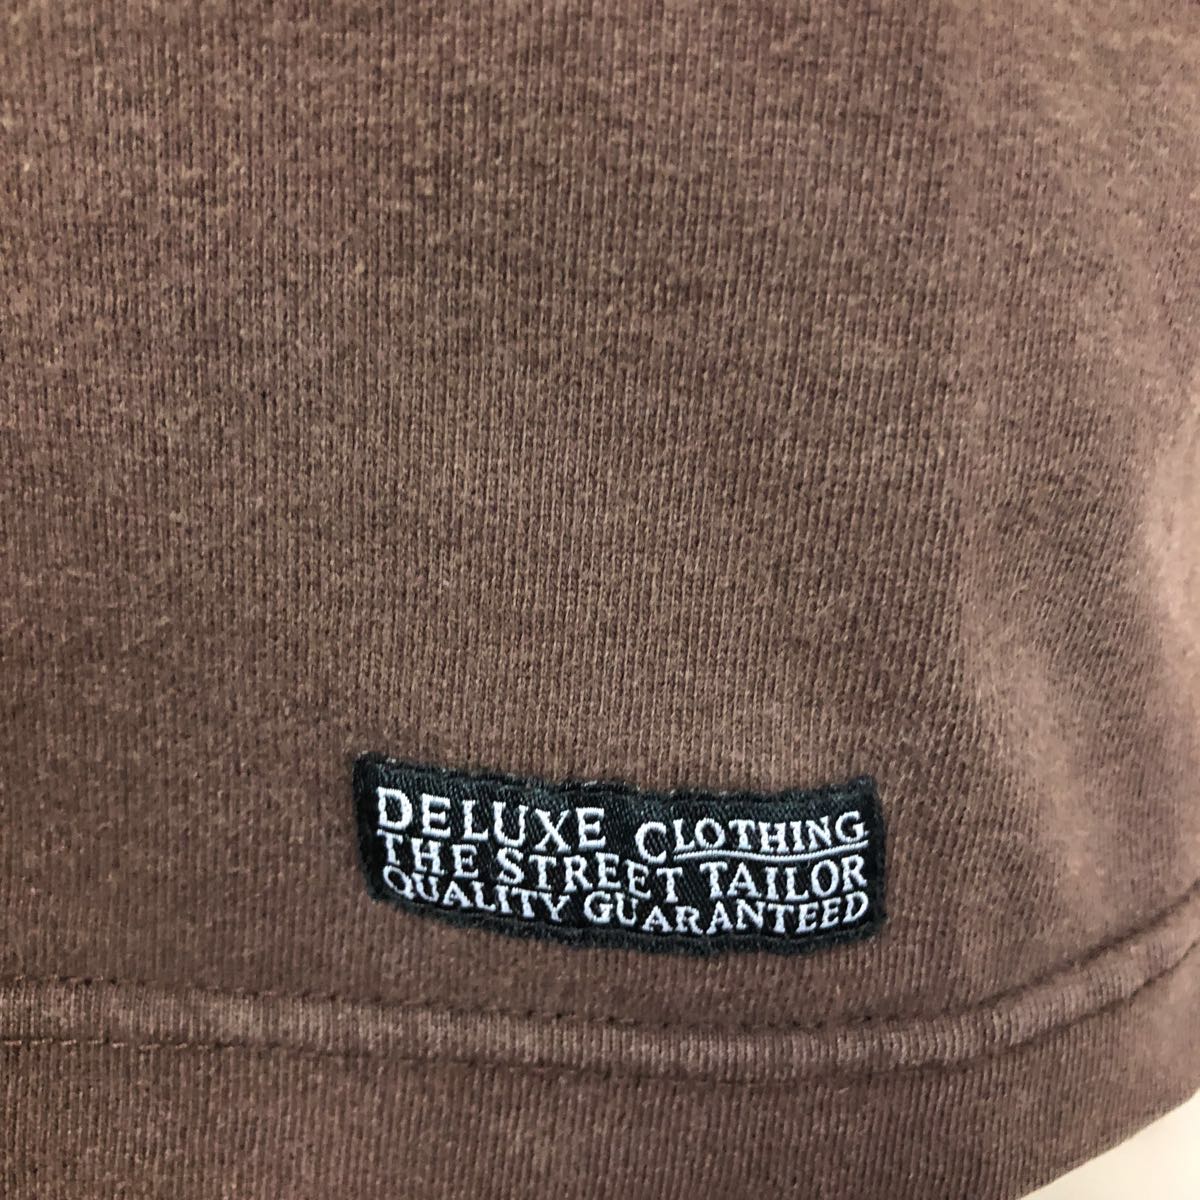 DELUXE CLOTHING
THE STREET TAILOR
QUALITY GUARANTEED